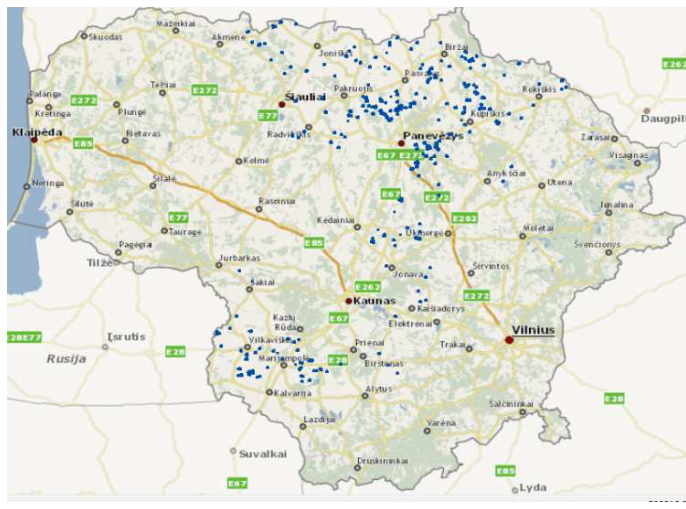 Mažeikiai
Skuodas
Akmenė
Joniškis
Biržai
E262
Palanga
Telšiai
E272
E272
Šiauliai
Pakruojis
Pasvalys
Rokiškis
Kretinga
Plungė
E77
Daugpili
Klaipėda
E85
Rietavas
Radviliškis
Panevėžys
Kupiškis
Zarasai
Kelmė
E67 E272
Visaginas
Neringa
Šilalė
Anykščiai
Utena
Šilutė
E77
Raseiniai
E67
E272
Ignalina
Tauragė
Kėdainiai
E262
Ukmergė
Molėtai
Pagėgiai
E85
Švenčionys
Tilžė
Jurbarkas
Jonava
Širvintos
Šakiai
E262
Kaunas
E272
E28E77
Įsrutis
Kazlų
Rūda
E67
Kaišiadorys
Elektrėnai
Vilnius
Rusija
E28
Vilkaviškis
Prienai
Trakai
Marijampolė
E28
Birštonas
Kalvarija
Alytus
E28
Šalčininkai
Lazdijai
Varėna
Suvalkai
Druskininkai
E85
E67
Lyda